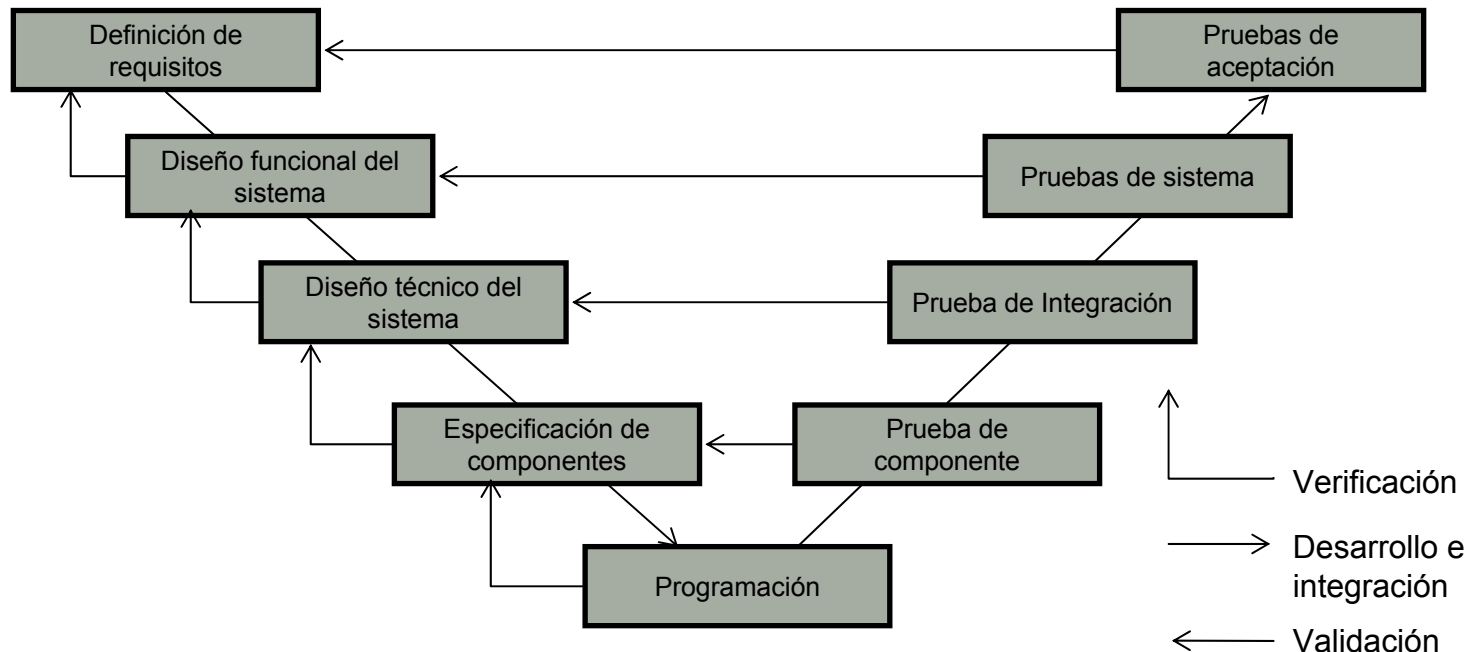 Definición de
requisitos
Pruebas de
aceptación
Diseño funcional del
sistema
Pruebas de sistema
Diseño técnico del
sistema
Prueba de Integración
Especificación de
componentes
Prueba de
componente
Programación
Verificación
Desarrollo e
integración
Validación